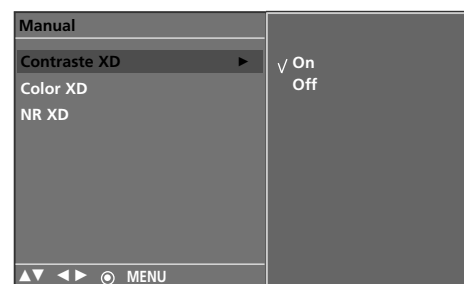 Manual
Contraste XD ►
√ On
Off
Color XD
NR XD
▲▼ ◄► ◉ MENU